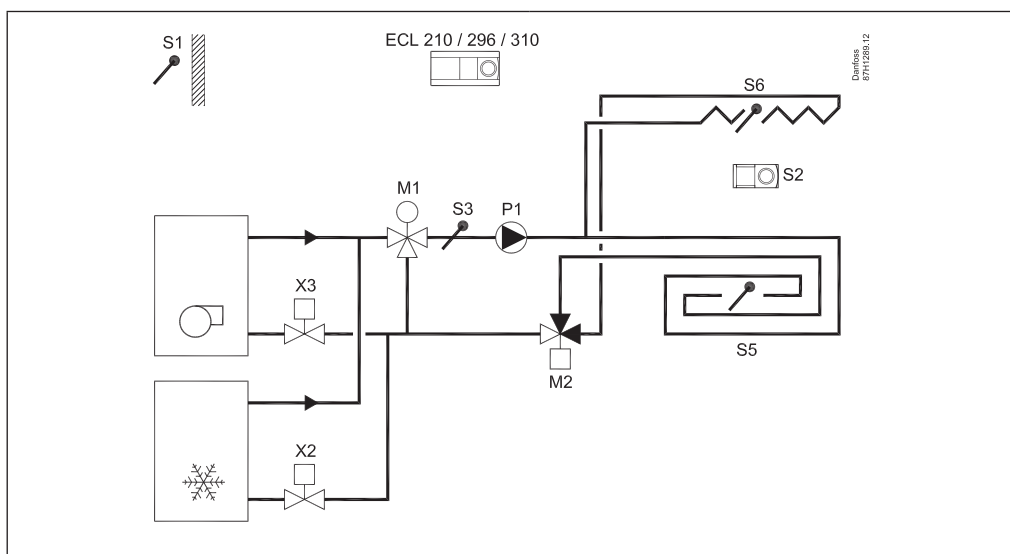 S1
ECL 210 / 296 / 310
Danfoss
87H1289.12
S6
S2
M1
S3
P1
X3
S5
M2
X2